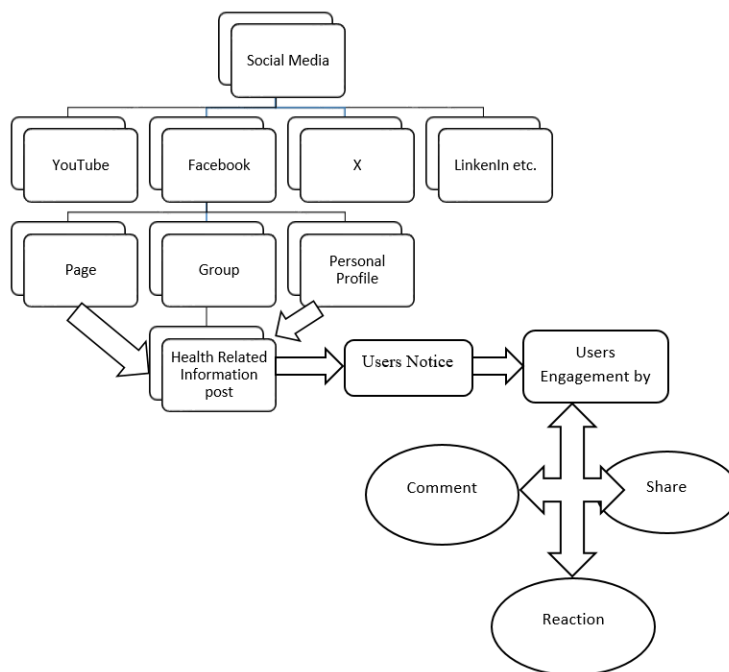 Social Media
YouTube
Facebook
X
LinkenIn etc.
Page
Group
Personal
Profile
Health Related
Information
post
Users Notice
Users
Engagement by
Comment
Share
Reaction